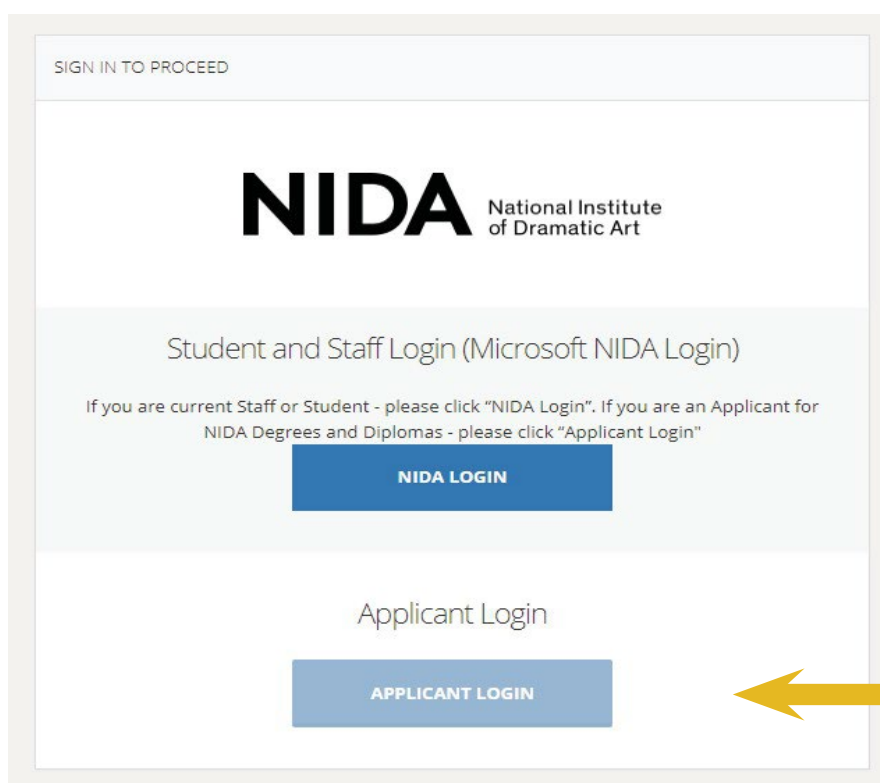 SIGN IN TO PROCEED
NIDA
National Institute
of Dramatic Art
Student and Staff Login (Microsoft NIDA Login)
If you are current Staff or Student - please click “NIDA Login”. If you are an Applicant for
NIDA Degrees and Diplomas - please click “Applicant Login"
NIDA LOGIN
Applicant Login
APPLICANT LOGIN